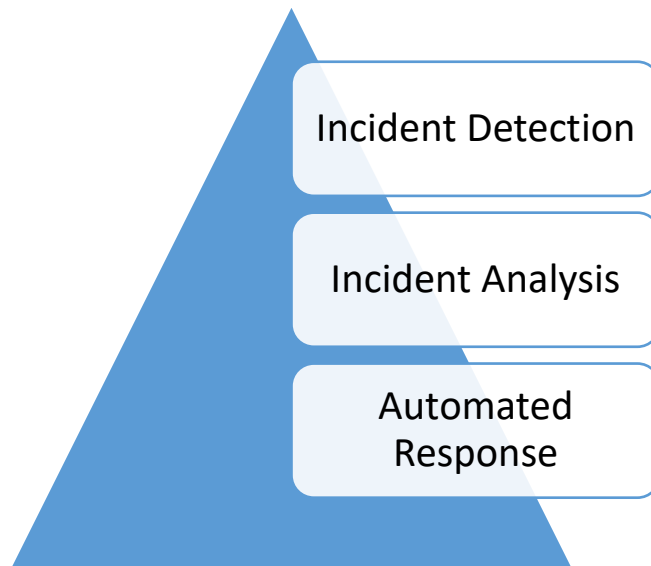 Incident Detection
Incident Analysis
Automated
Response